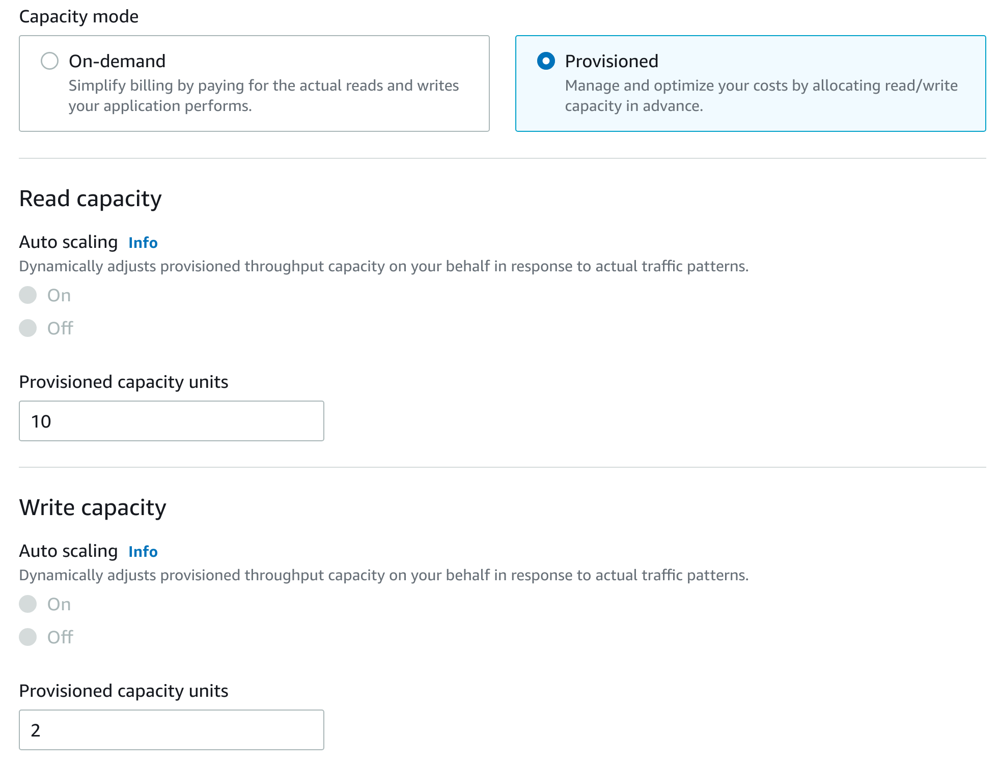 Capacity mode
On-demand
Simplify billing by paying for the actual reads and writes
your application performs.
Provisioned
Manage and optimize your costs by allocating read/write
capacity in advance.
Read capacity
Auto scaling Info
Dynamically adjusts provisioned throughput capacity on your behalf in response to actual traffic patterns.
On
Off
Provisioned capacity units
10
Write capacity
Auto scaling Info
Dynamically adjusts provisioned throughput capacity on your behalf in response to actual traffic patterns.
On
Off
Provisioned capacity units
2